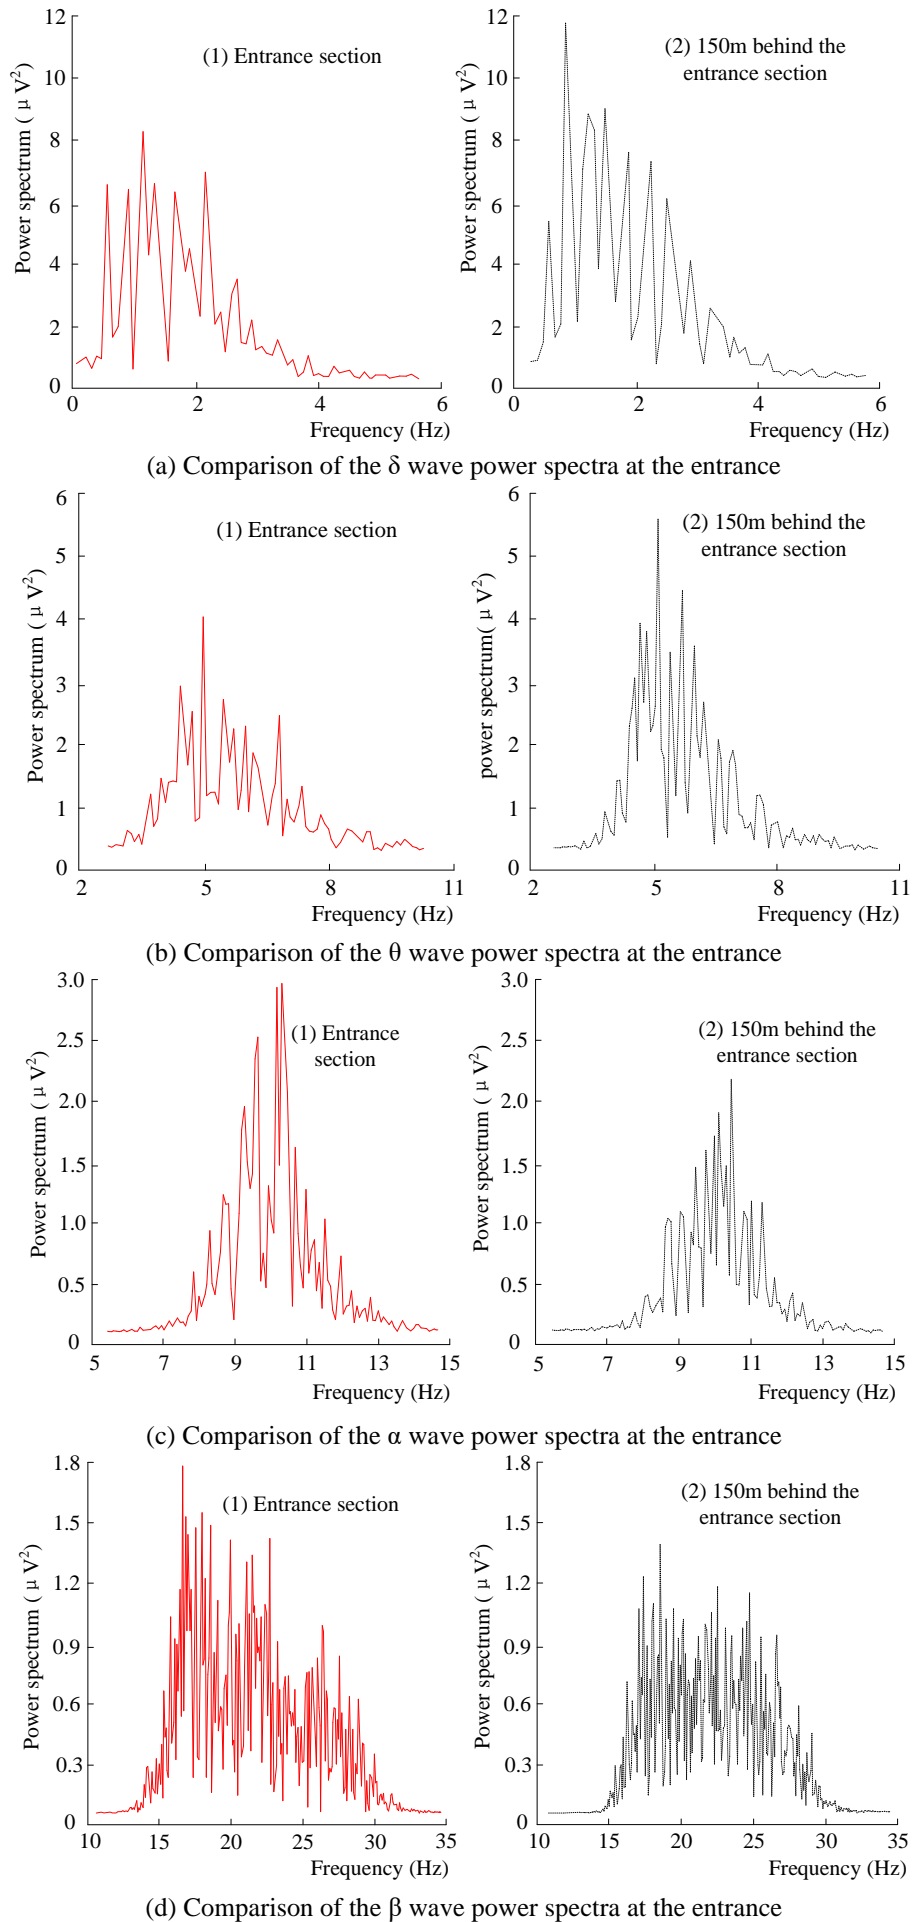 12
10
8
6
4
2
0
Power spectrum ( μ V²)
(1) Entrance section
0 2 4 6
Frequency (Hz)
12
10
8
6
4
2
0
Power spectrum ( μ V²)
(2) 150m behind the
entrance section
0 2 4 6
Frequency (Hz)
(a) Comparison of the δ wave power spectra at the entrance
6
5
4
3
2
1
0
Power spectrum ( μ V²)
(1) Entrance section
2 5 8 11
Frequency (Hz)
6
5
4
3
2
1
0
power spectrum( μ V²)
(2) 150m behind the
entrance section
2 5 8 11
Frequency (Hz)
(b) Comparison of the θ wave power spectra at the entrance
3.0
2.5
2.0
1.5
1.0
0.5
0
Power spectrum ( μ V²)
(1) Entrance
section
5 7 9 11 13 15
Frequency (Hz)
3.0
2.5
2.0
1.5
1.0
0.5
0
Power spectrum ( μ V²)
(2) 150m behind the
entrance section
5 7 9 11 13 15
Frequency (Hz)
(c) Comparison of the α wave power spectra at the entrance
1.8
1.5
1.2
0.9
0.6
0.3
0
Power spectrum ( μ V²)
(1) Entrance section
10 15 20 25 30 35
Frequency (Hz)
1.8
1.5
1.2
0.9
0.6
0.3
0
Power spectrum ( μ V²)
(2) 150m behind the
entrance section
10 15 20 25 30 35
Frequency (Hz)
(d) Comparison of the β wave power spectra at the entrance